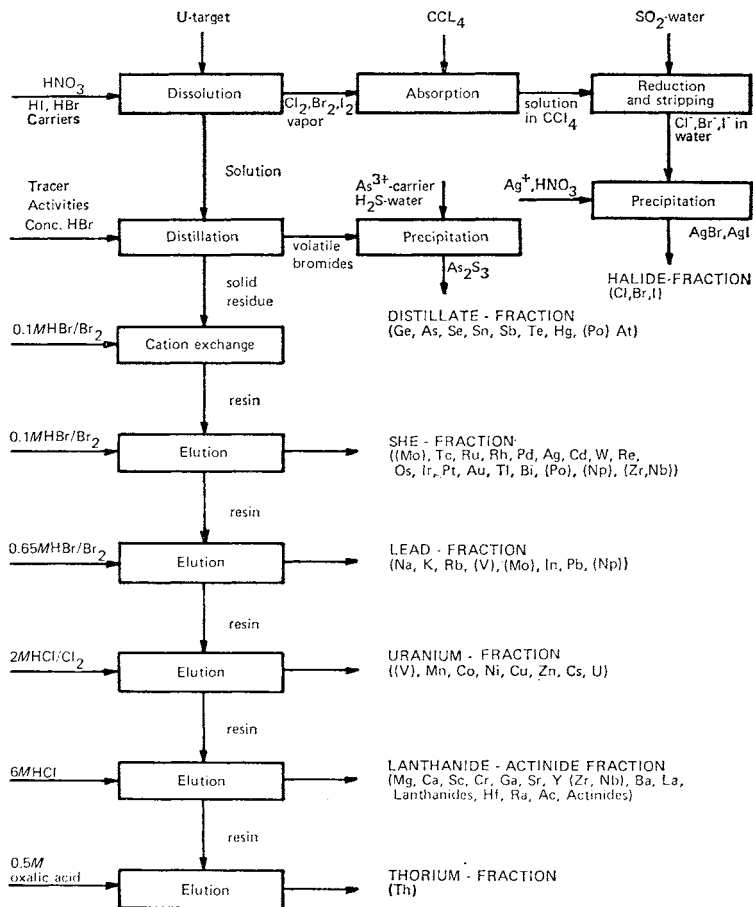 U-target
CCL4
SO2-water
HNO3
HI, HBr
Carriers
Dissolution
Cl2,Br2,I2
vapor
Absorption
solution
in CCl4
Reduction
and stripping
Cl-,Br-,I- in
water
Solution
As3+-carrier
H2S-water
Ag+,HNO3
Precipitation
AgBr,AgI
HALIDE-FRACTION
(Cl,Br,I)
Tracer
Activities
Conc. HBr
Distillation
volatile
bromides
Precipitation
As2S3
DISTILLATE - FRACTION
(Ge, As, Se, Sn, Sb, Te, Hg, (Po) At)
solid
residue
0.1MHBr/Br2
Cation exchange
resin
0.1MHBr/Br2
Elution
SHE - FRACTION
((Mo), Tc, Ru, Rh, Pd, Ag, Cd, W, Re,
Os, Ir, Pt, Au, Tl, Bi, (Po), (Np), (Zr,Nb))
resin
0.65MHBr/Br2
Elution
LEAD - FRACTION
(Na, K, Rb, (V), (Mo), In, Pb, (Np))
resin
2MHCl/Cl2
Elution
URANIUM - FRACTION
((V), Mn, Co, Ni, Cu, Zn, Cs, U)
resin
6MHCl
Elution
LANTHANIDE - ACTINIDE FRACTION
(Mg, Ca, Sc, Cr, Ga, Sr, Y (Zr, Nb), Ba, La,
Lanthanides, Hf, Ra, Ac, Actinides)
resin
0.5M
oxalic acid
Elution
THORIUM - FRACTION
(Th)